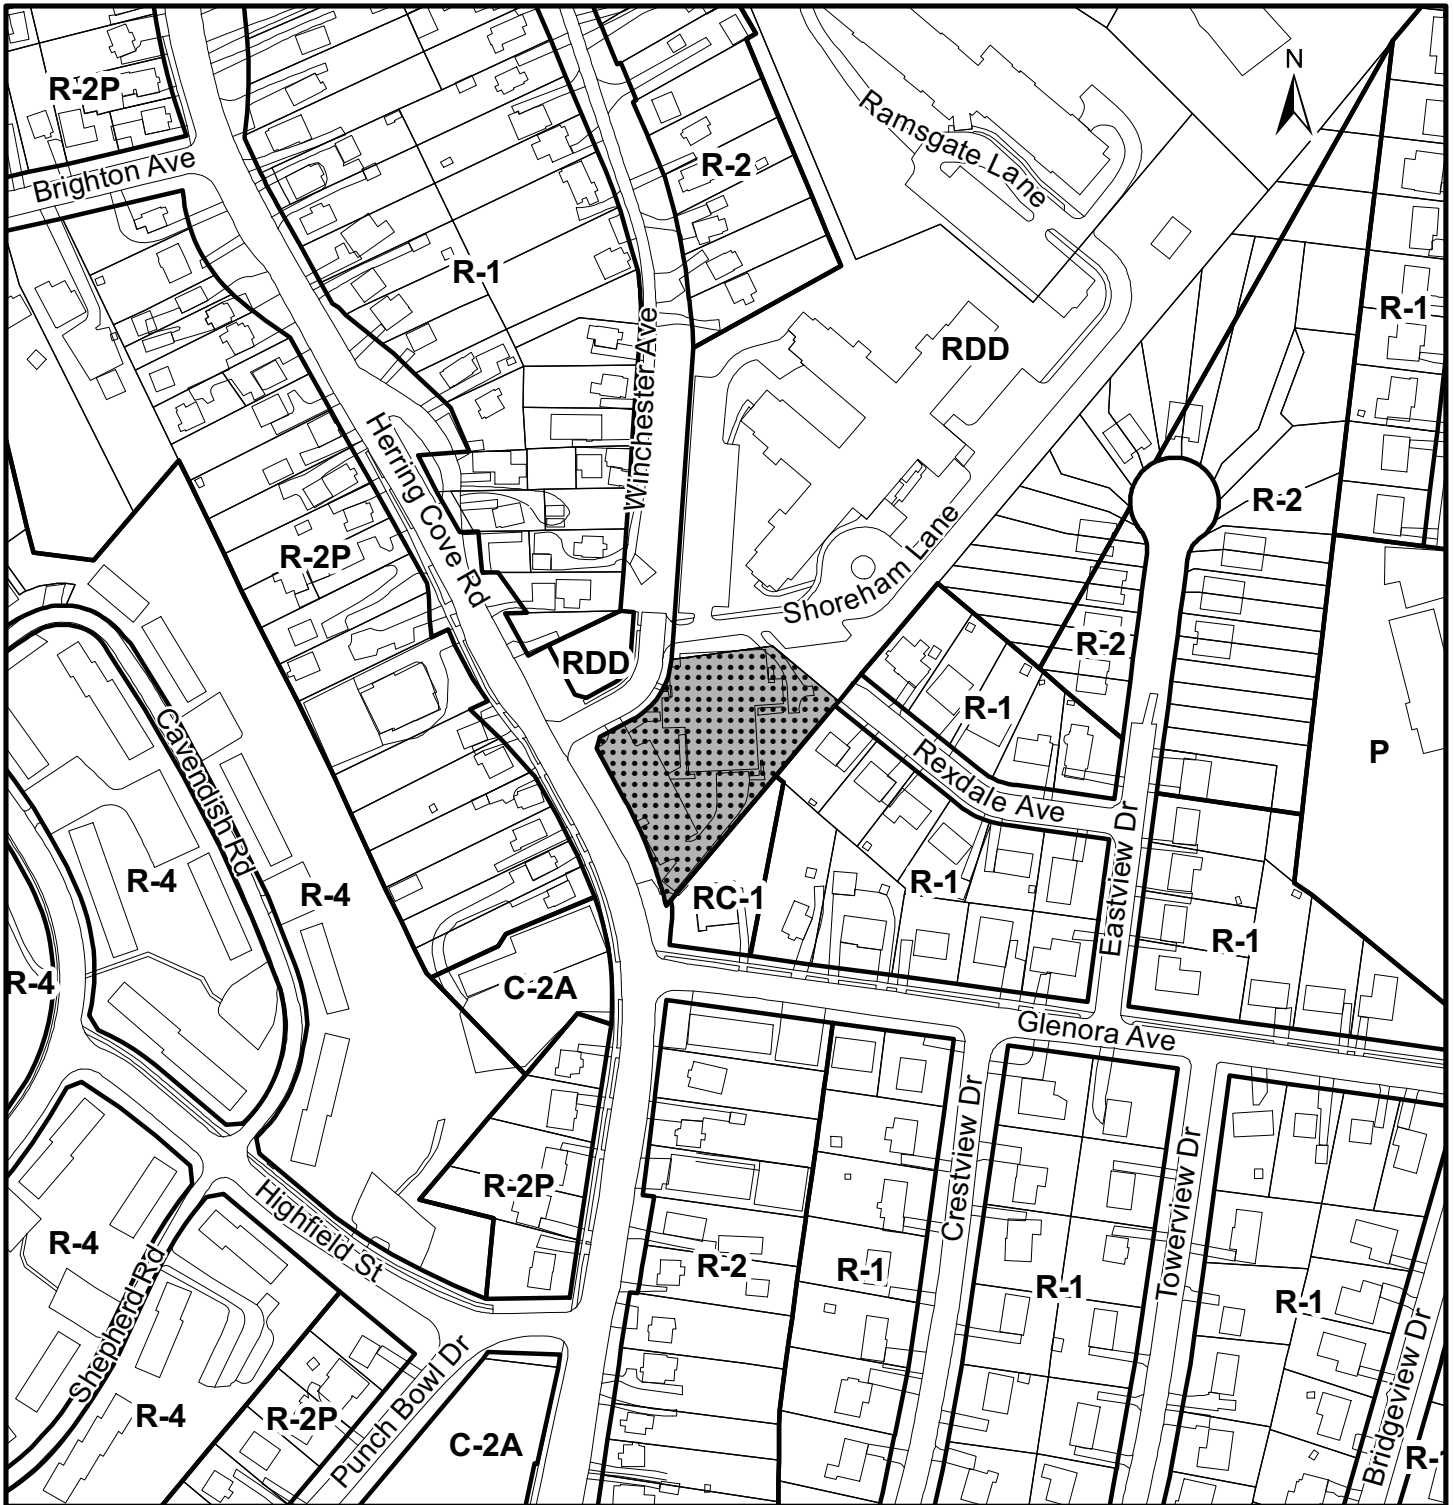 N
R-2P
Brighton Ave
R-2
Ramsgate Lane
R-1
R-1
Winchester Ave
RDD
Herring Cove Rd
R-2P
R-2
Shoreham Lane
RDD
R-2
R-1
P
Cavendish Rd
Rexdale Ave
Eastview Dr
R-4
R-4
RC-1
R-1
R-1
R-4
C-2A
Glenora Ave
Crestview Dr
Towerview Dr
R-2P
Highfield St
R-4
Shepherd Rd
R-2
R-1
R-1
R-1
Bridgeview Dr
R-4
R-2P
Punch Bowl Dr
C-2A
R-1